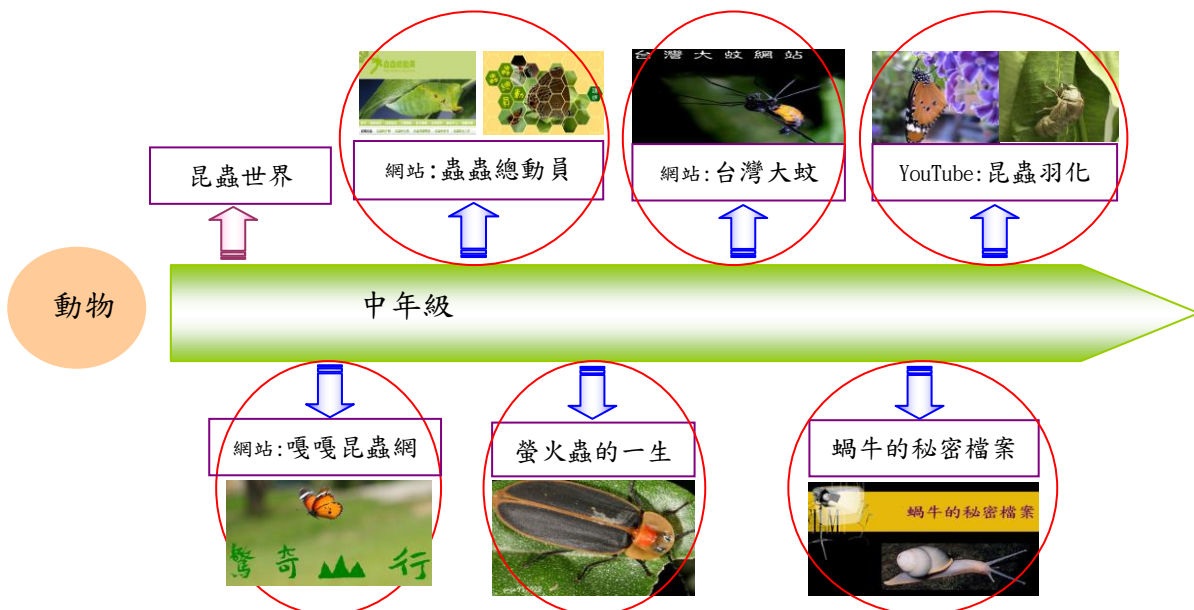 台灣大蚊網站
昆蟲世界
網站:蟲蟲總動員
網站:台灣大蚊
YouTube:昆蟲羽化
動物
中年級
網站:嘎嘎昆蟲網
螢火蟲的一生
蝸牛的秘密檔案
驚奇 行
蝸牛的秘密檔案